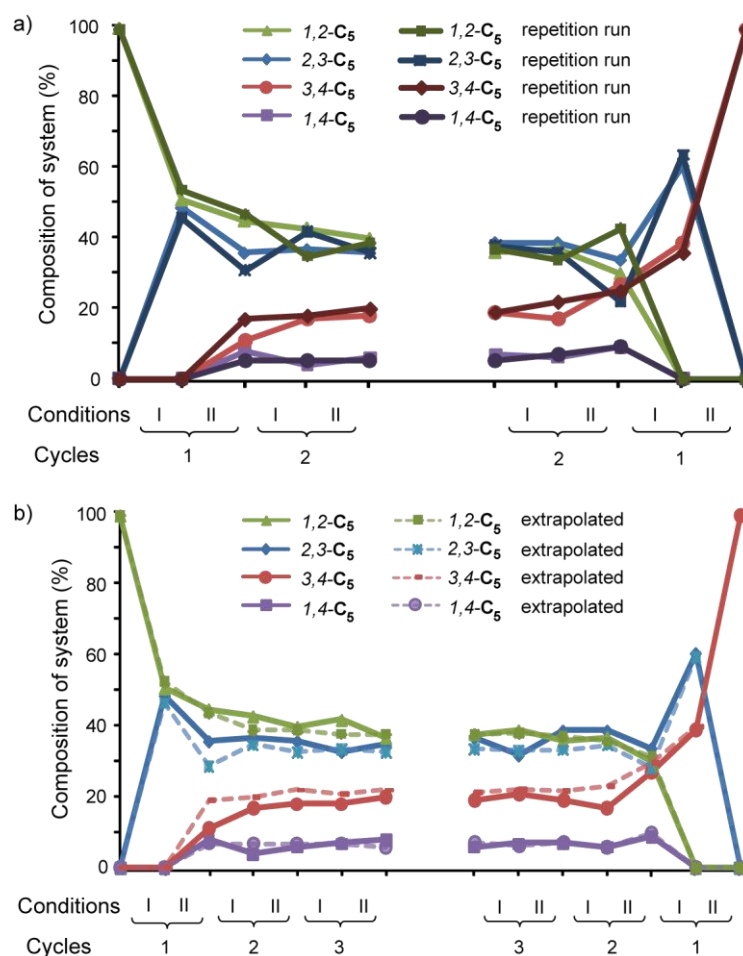 a)
Composition of system (%)
100
80
60
40
20
0
1,2-C5
2,3-C5
3,4-C5
1,4-C5
1,2-C5 repetition run
2,3-C5 repetition run
3,4-C5 repetition run
1,4-C5 repetition run
Conditions I II I II I II I II
Cycles 1 2 2 1
b)
Composition of system (%)
100
80
60
40
20
0
1,2-C5
2,3-C5
3,4-C5
1,4-C5
1,2-C5 extrapolated
2,3-C5 extrapolated
3,4-C5 extrapolated
1,4-C5 extrapolated
Conditions I II I II I II I II I II I II
Cycles 1 2 3 3 2 1